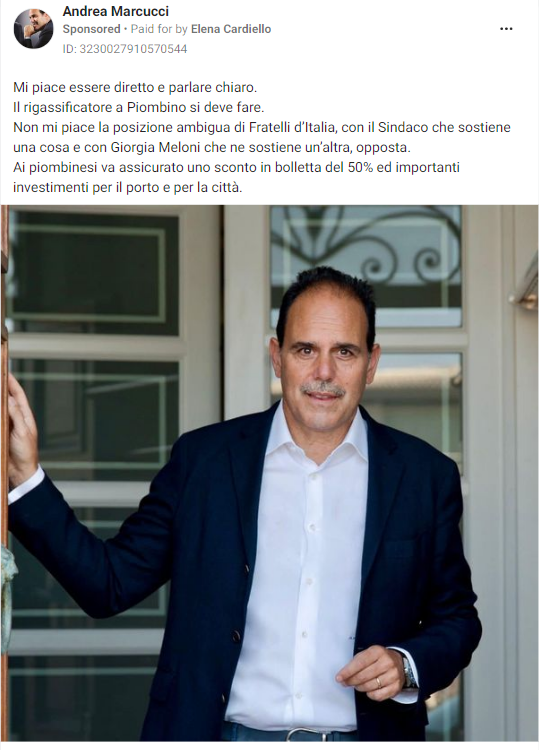 Andrea Marcucci
Sponsored • Paid for by Elena Cardiello
ID: 3230027910570544
Mi piace essere diretto e parlare chiaro.
Il rigassificatore a Piombino si deve fare.
Non mi piace la posizione ambigua di Fratelli d'Italia, con il Sindaco che sostiene
una cosa e con Giorgia Meloni che ne sostiene un'altra, opposta.
Ai piombinesi va assicurato uno sconto in bolletta del 50% ed importanti
investimenti per il porto e per la città.